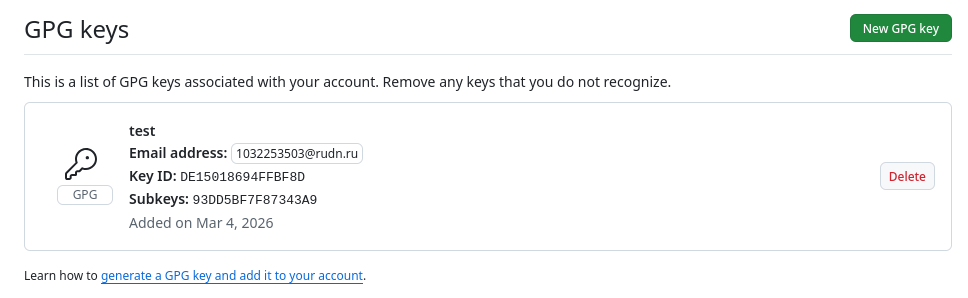 GPG keys
New GPG key
This is a list of GPG keys associated with your account. Remove any keys that you do not recognize.
test
Email address: 1032253503@rudn.ru
Key ID: DE15018694FFBF8D
GPG
Subkeys: 93DD5BF7F87343A9
Added on Mar 4, 2026
Delete
Learn how to generate a GPG key and add it to your account.